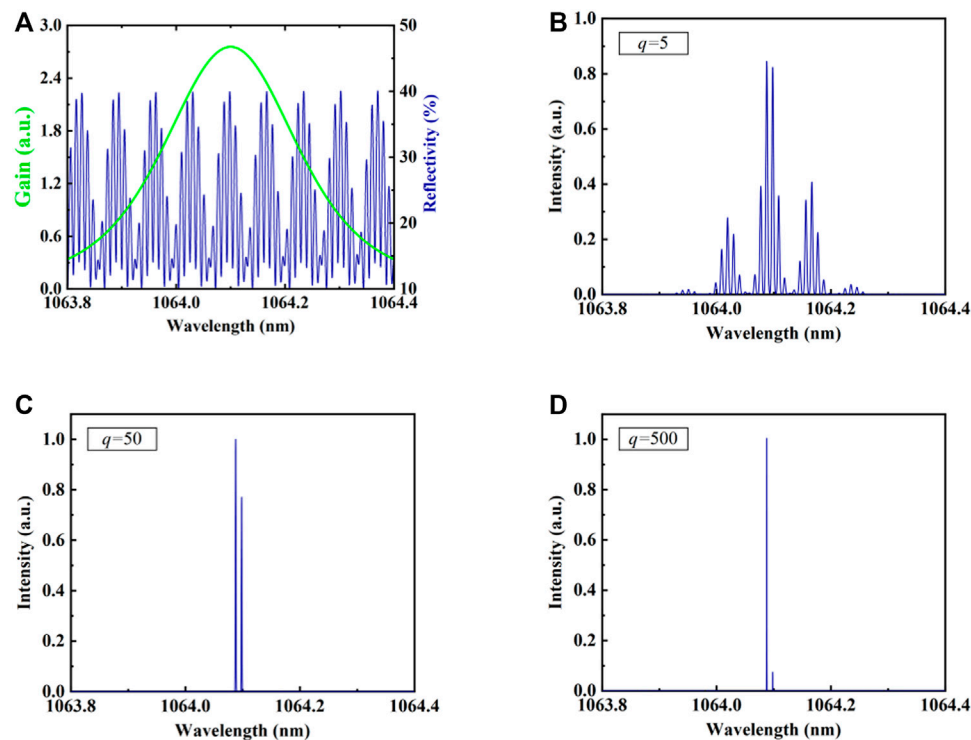 A
3.0
2.4
1.8
1.2
0.6
0.0
Gain (a.u.)
50
40
30
20
10
Reflectivity (%)
1063.8 1064.0 1064.2 1064.4
Wavelength (nm)
B
q=5
1.0
0.8
0.6
0.4
0.2
0.0
Intensity (a.u.)
1063.8 1064.0 1064.2 1064.4
Wavelength (nm)
C
q=50
1.0
0.8
0.6
0.4
0.2
0.0
Intensity (a.u.)
1063.8 1064.0 1064.2 1064.4
Wavelength (nm)
D
q=500
1.0
0.8
0.6
0.4
0.2
0.0
Intensity (a.u.)
1063.8 1064.0 1064.2 1064.4
Wavelength (nm)